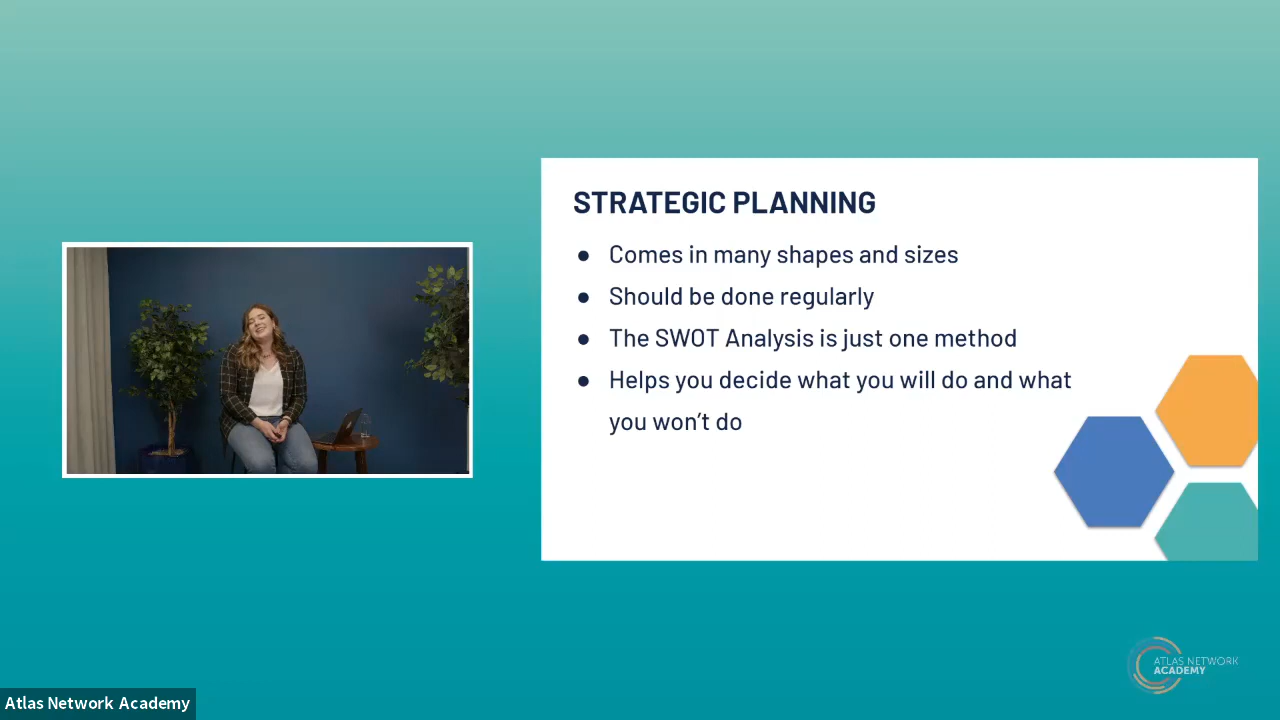 STRATEGIC PLANNING
● Comes in many shapes and sizes
● Should be done regularly
● The SWOT Analysis is just one method
● Helps you decide what you will do and what
you won’t do
ATLAS NETWORK
ACADEMY
Atlas Network Academy